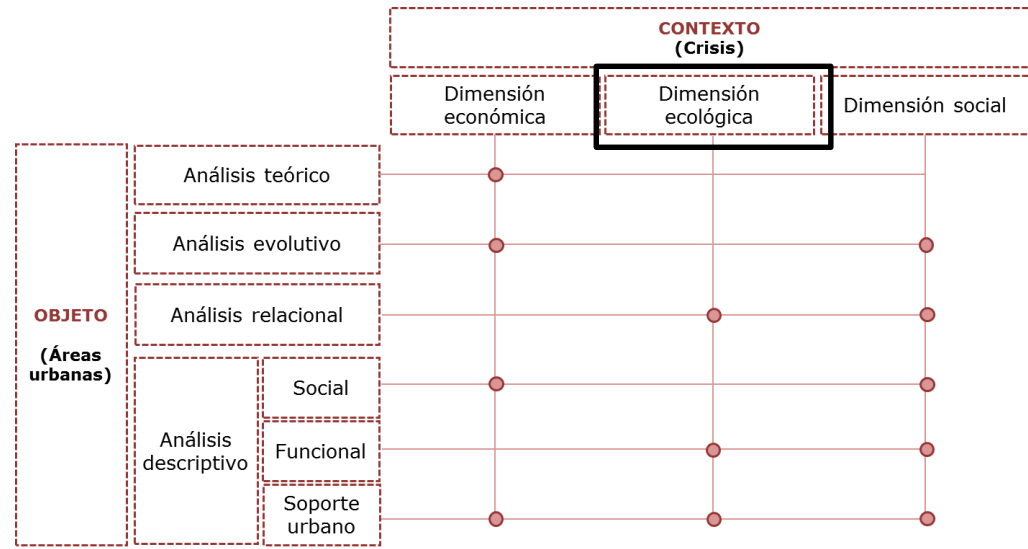 CONTEXTO
(Crisis)
Dimensión
económica
Dimensión
ecológica
Dimensión social
OBJETO
(Áreas
urbanas)
Análisis teórico
Análisis evolutivo
Análisis relacional
Análisis
descriptivo
Social
Funcional
Soporte
urbano